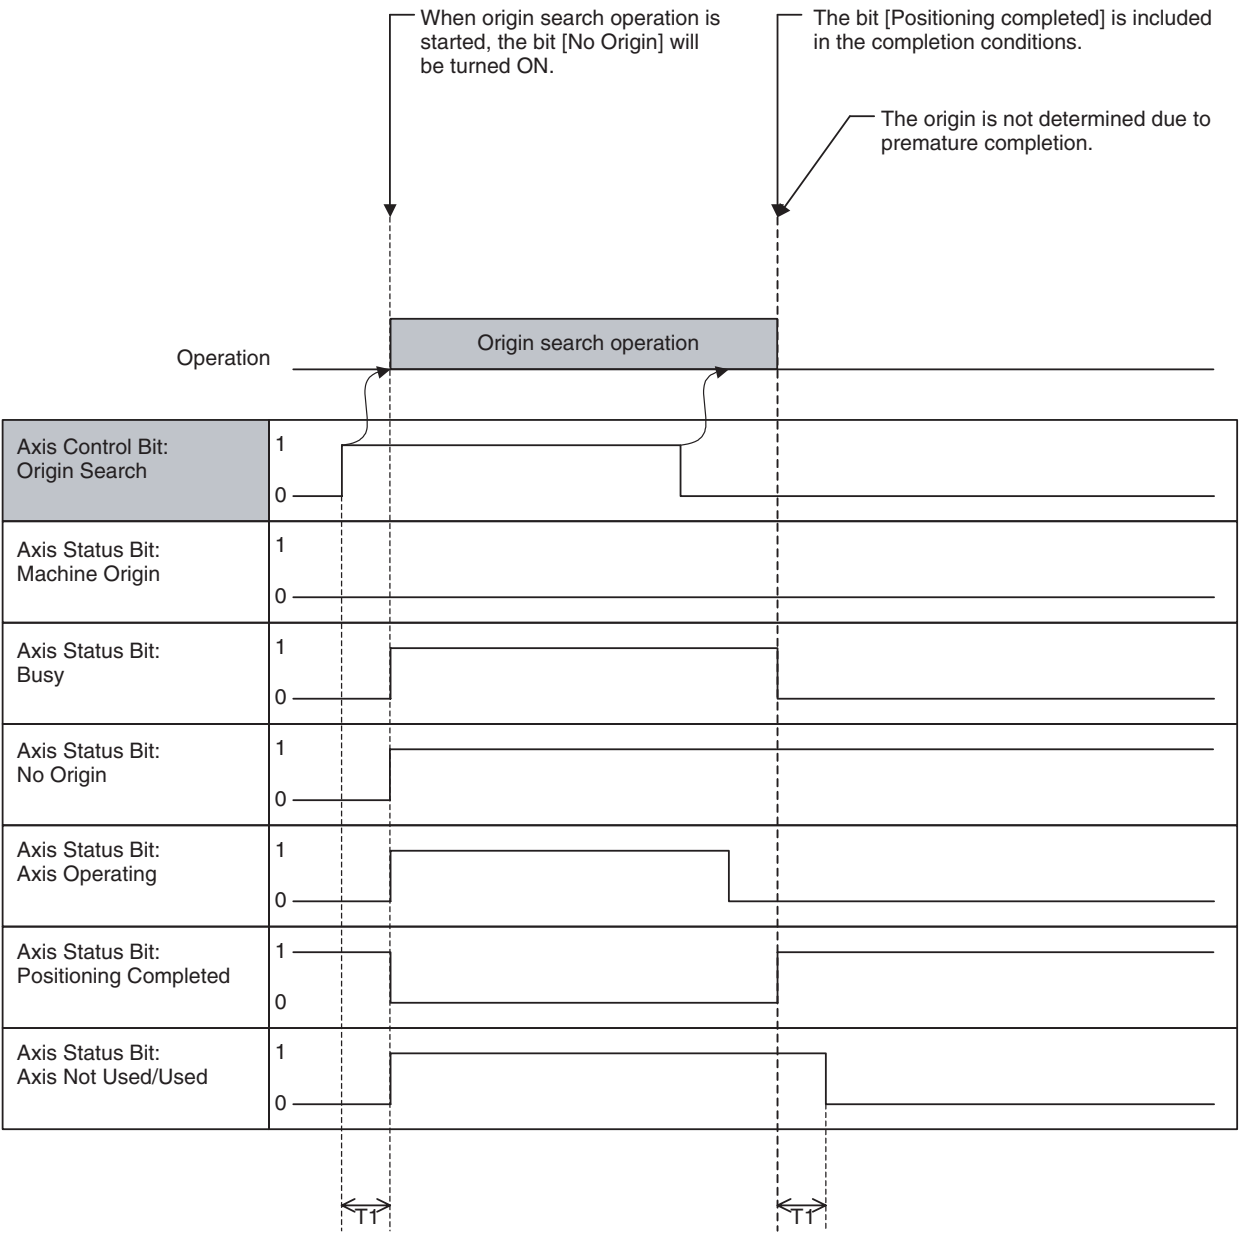 When origin search operation is
started, the bit [No Origin] will
be turned ON.
The bit [Positioning completed] is included
in the completion conditions.
The origin is not determined due to
premature completion.
Operation
Origin search operation
Axis Control Bit:
Origin Search
1
0
Axis Status Bit:
Machine Origin
1
0
Axis Status Bit:
Busy
1
0
Axis Status Bit:
No Origin
1
0
Axis Status Bit:
Axis Operating
1
0
Axis Status Bit:
Positioning Completed
1
0
Axis Status Bit:
Axis Not Used/Used
1
0
T1
T1